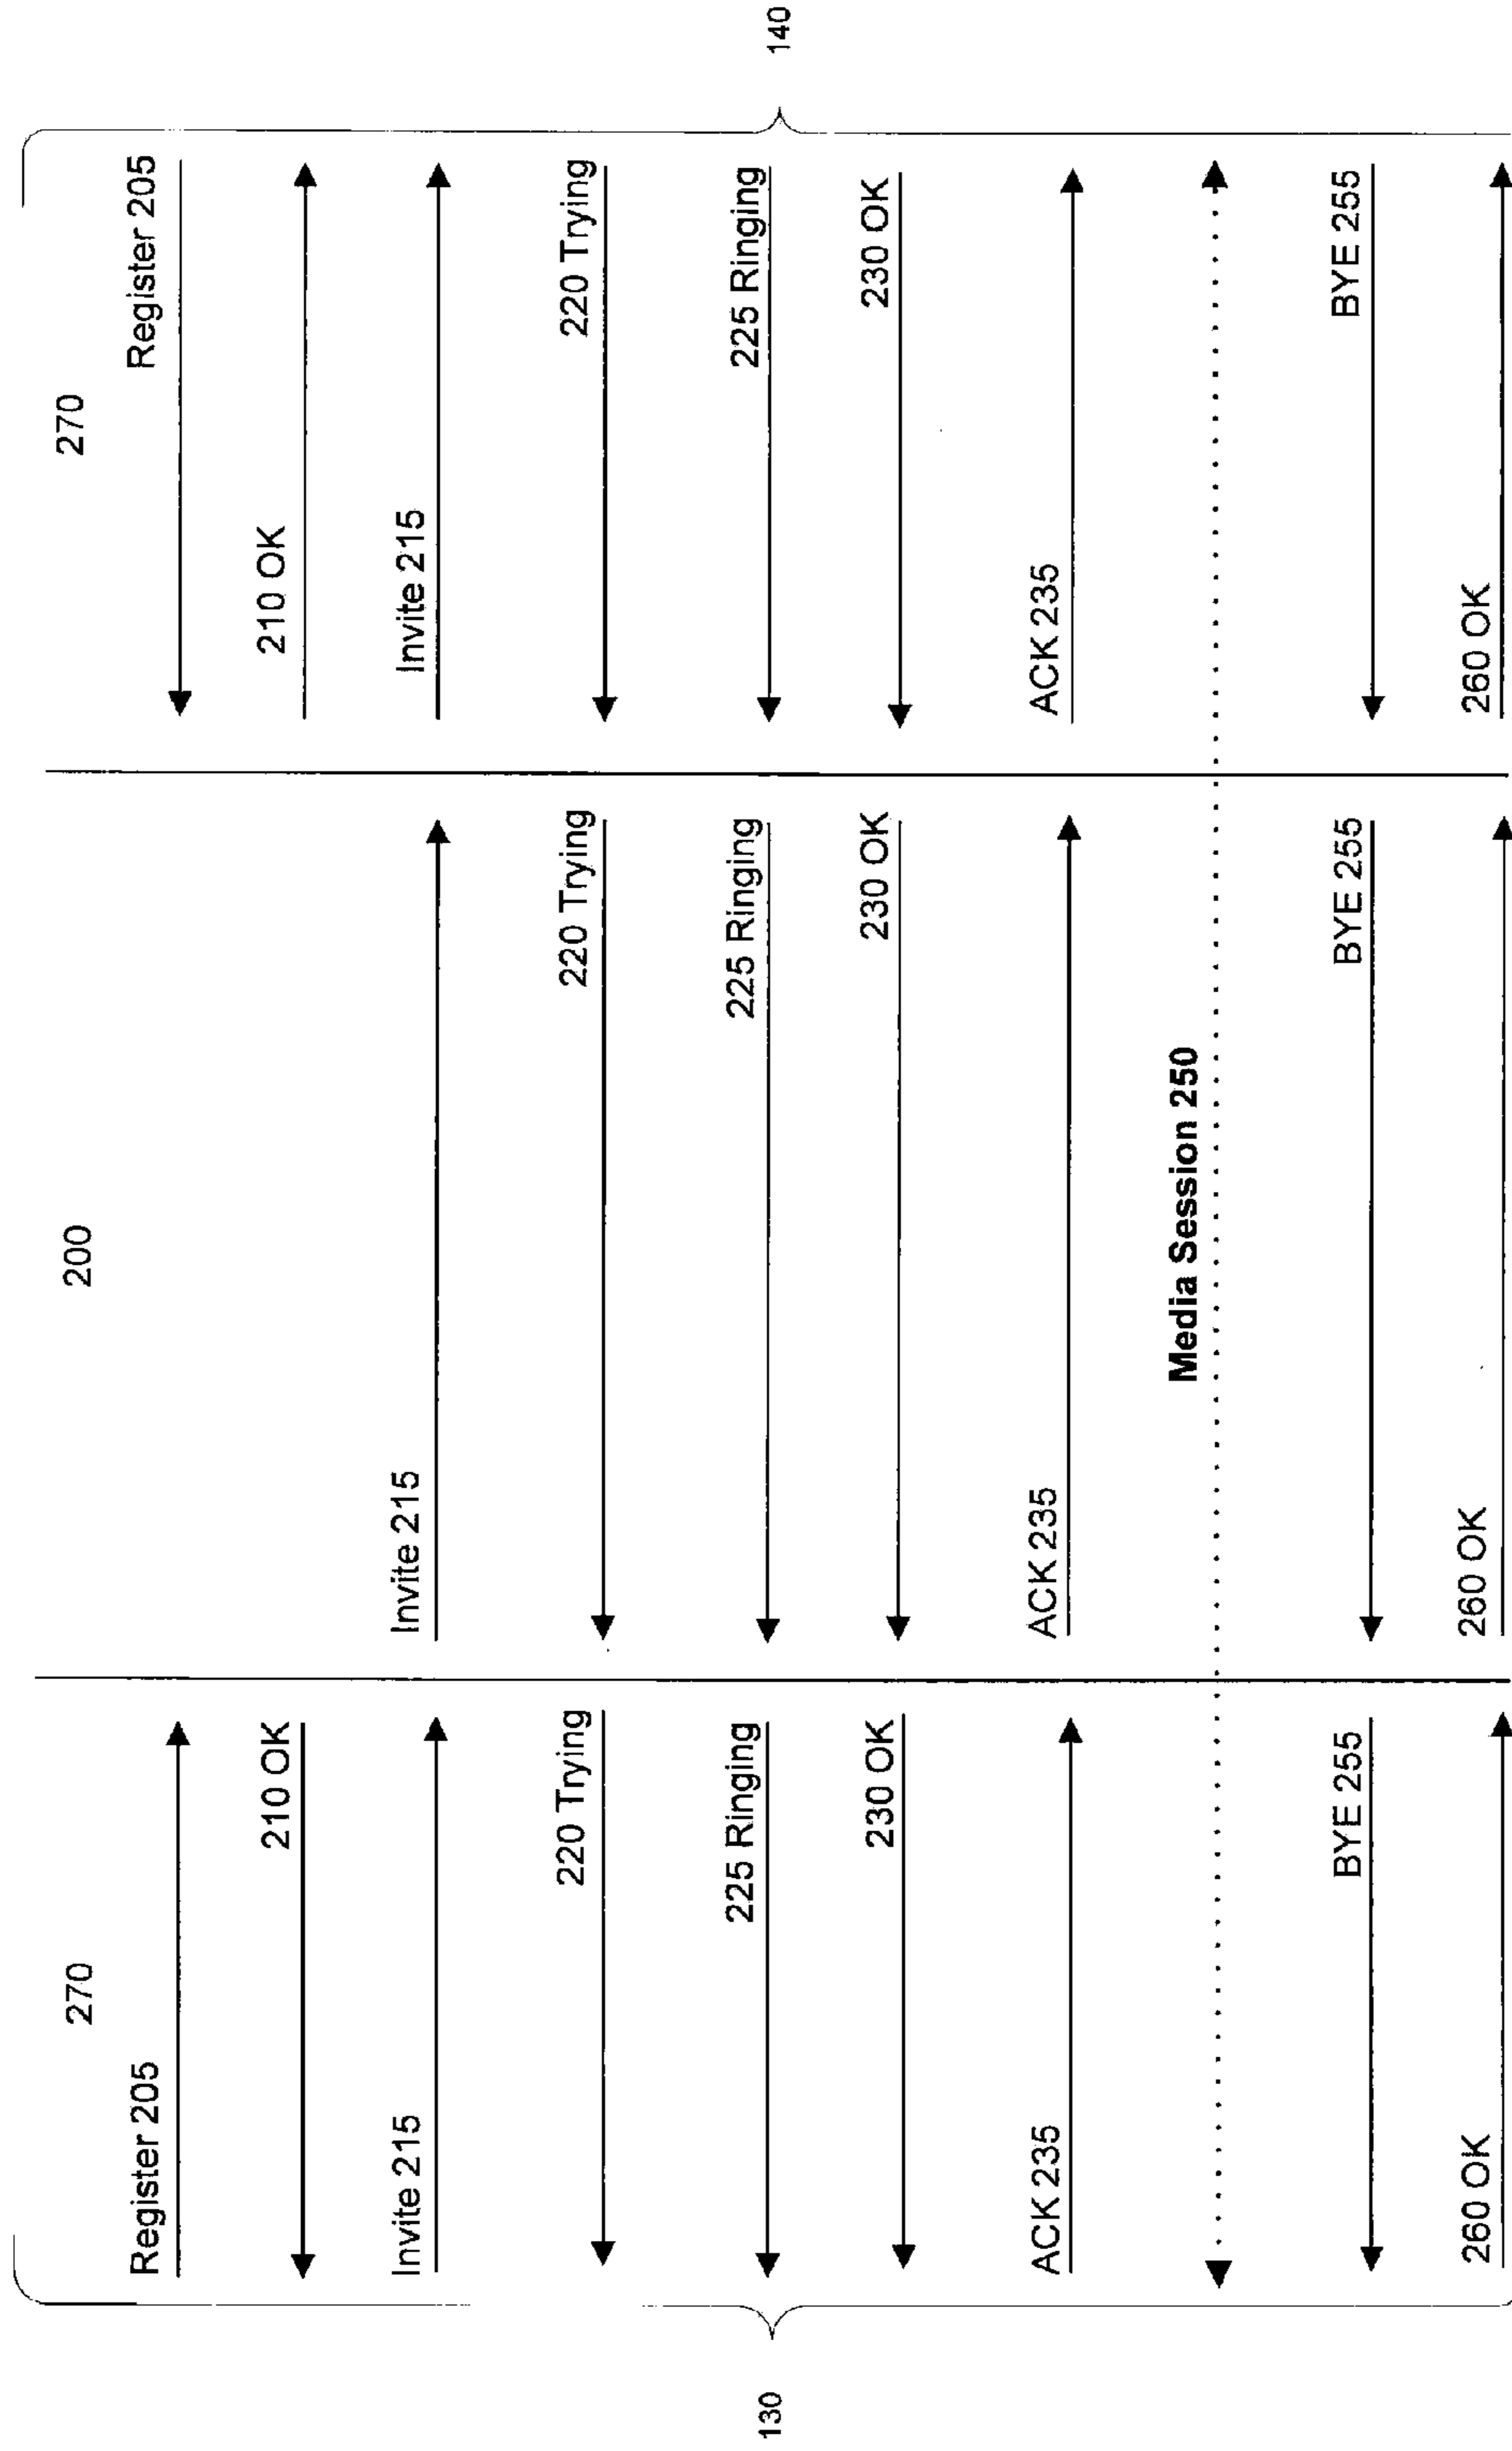 270
200
270
Register 205
Register 205
210 OK
210 OK
Invite 215
Invite 215
Invite 215
220 Trying
220 Trying
220 Trying
225 Ringing
225 Ringing
225 Ringing
130
140
230 OK
230 OK
230 OK
ACK 235
ACK 235
ACK 235
Media Session 250
BYE 255
BYE 255
BYE 255
260 OK
260 OK
260 OK